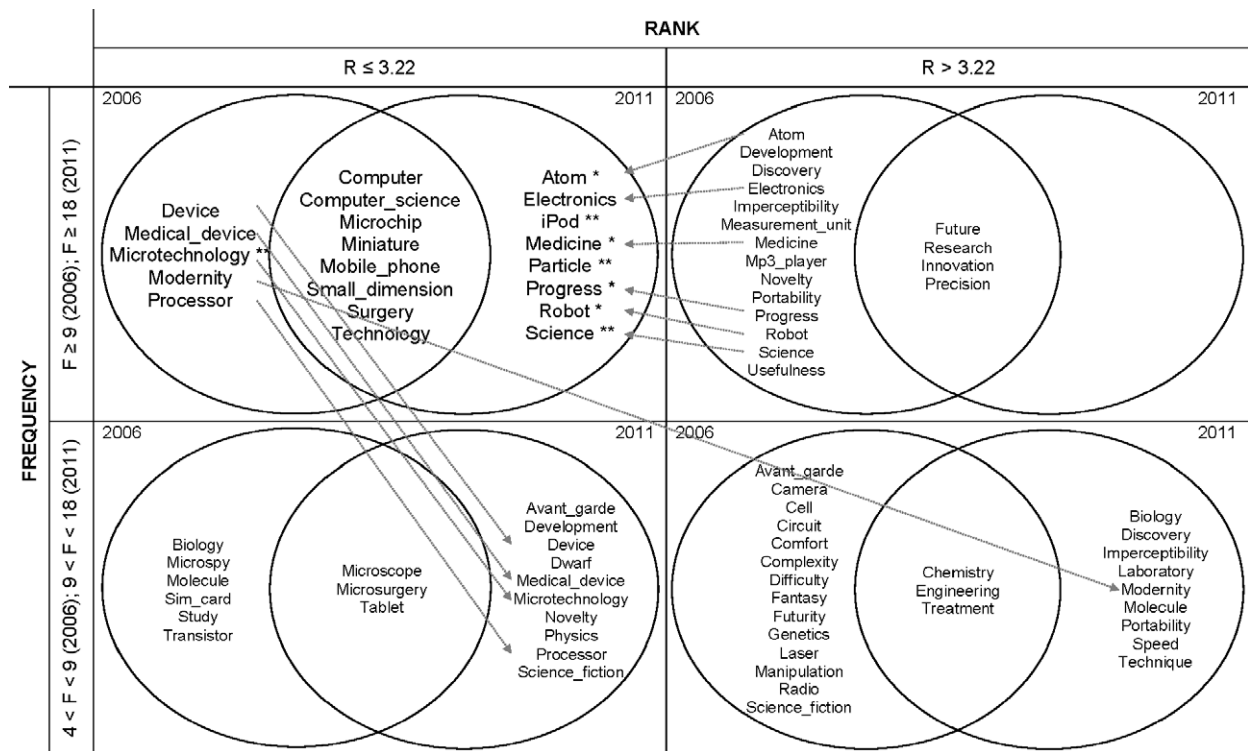 RANK
R ≤ 3.22
R > 3.22
FREQUENCY
F ≥ 9 (2006); F ≥ 18 (2011)
2006
2011
Device
Medical_device
Microtechnology **
Modernity
Processor
Computer
Computer_science
Microchip
Miniature
Mobile_phone
Small_dimension
Surgery
Technology
Atom *
Electronics
iPod **
Medicine *
Particle **
Progress *
Robot *
Science **
2006
2011
Atom
Development
Discovery
Electronics
Imperceptibility
Measurement_unit
Medicine
Mp3_player
Novelty
Portability
Progress
Robot
Science
Usefulness
Future
Research
Innovation
Precision
4 < F < 9 (2006); 9 < F < 18 (2011)
2006
2011
Biology
Microspy
Molecule
Sim_card
Study
Transistor
Microscope
Microsurgery
Tablet
Avant_garde
Development
Device
Dwarf
Medical_device
Microtechnology
Novelty
Physics
Processor
Science_fiction
2006
2011
Avant_garde
Camera
Cell
Circuit
Comfort
Complexity
Difficulty
Fantasy
Futurity
Genetics
Laser
Manipulation
Radio
Science_fiction
Chemistry
Engineering
Treatment
Biology
Discovery
Imperceptibility
Laboratory
Modernity
Molecule
Portability
Speed
Technique